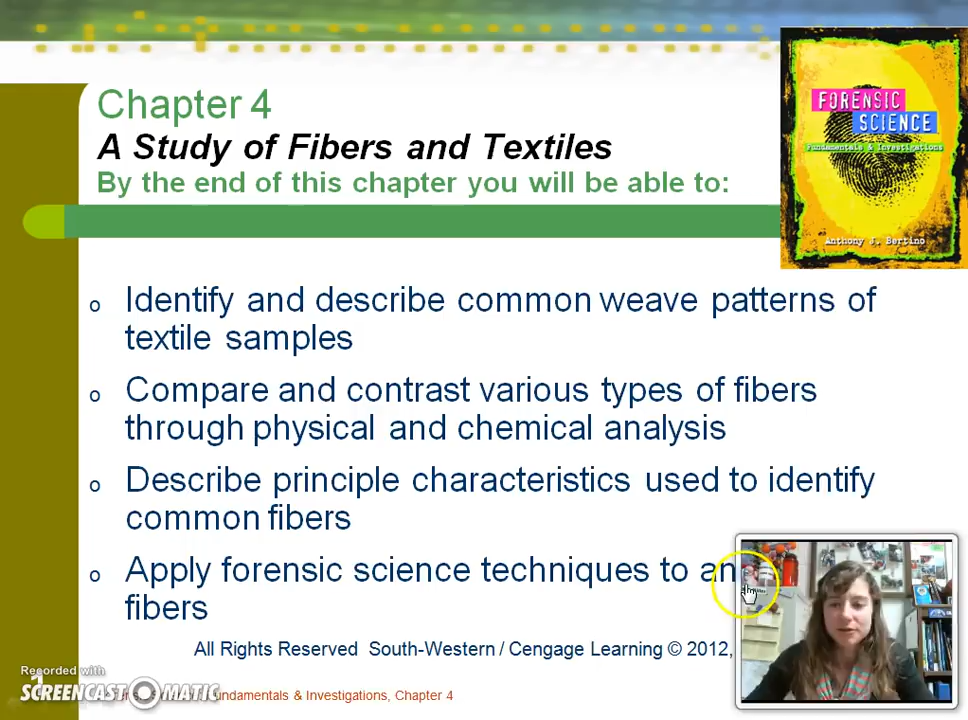 Chapter 4
A Study of Fibers and Textiles
By the end of this chapter you will be able to:
FORENSIC
SCIENCE
Fundamentals & Investigations
Anthony J. Bertino
o Identify and describe common weave patterns of
textile samples
o Compare and contrast various types of fibers
through physical and chemical analysis
o Describe principle characteristics used to identify
common fibers
o Apply forensic science techniques to an
fibers
All Rights Reserved South-Western / Cengage Learning © 2012,
Recorded with
SCREENCAST MATIC
1
undamentals & Investigations, Chapter 4